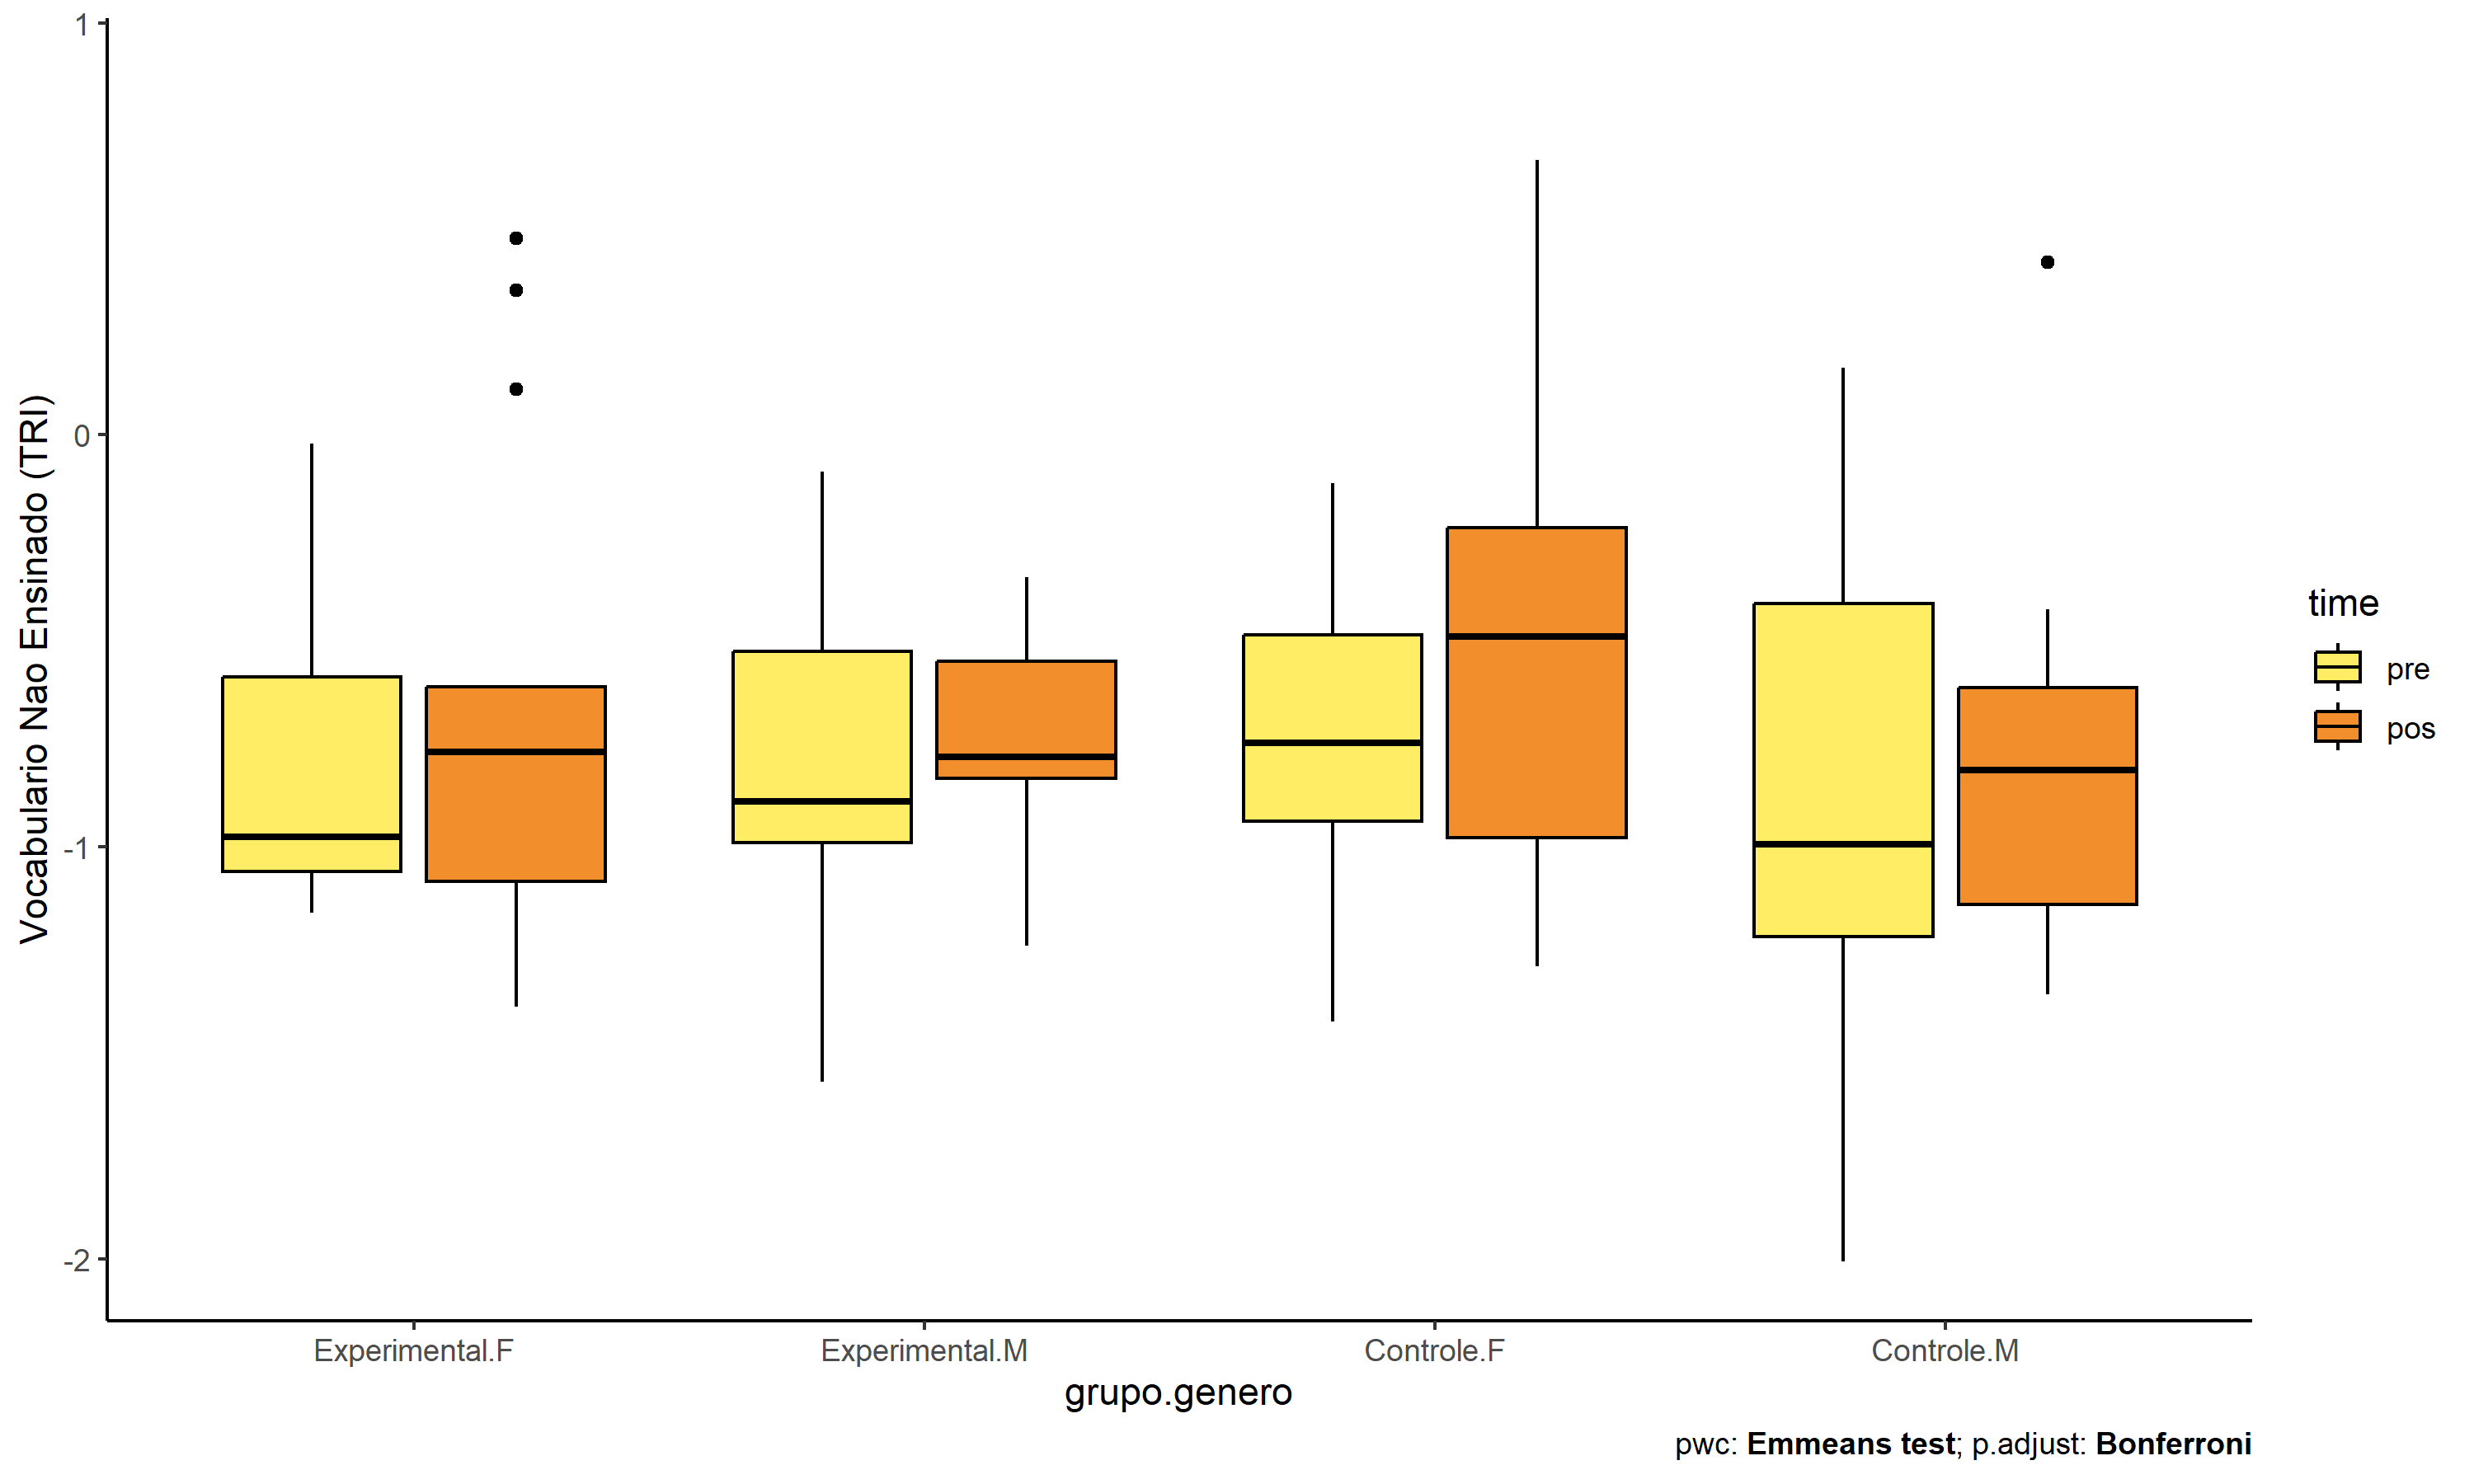 Vocabulario Nao Ensinado (TRI)
1
0
-1
-2
Experimental.F
Experimental.M
Controle.F
Controle.M
grupo.genero
time
pre
pos
pwc: Emmeans test; p.adjust: Bonferroni